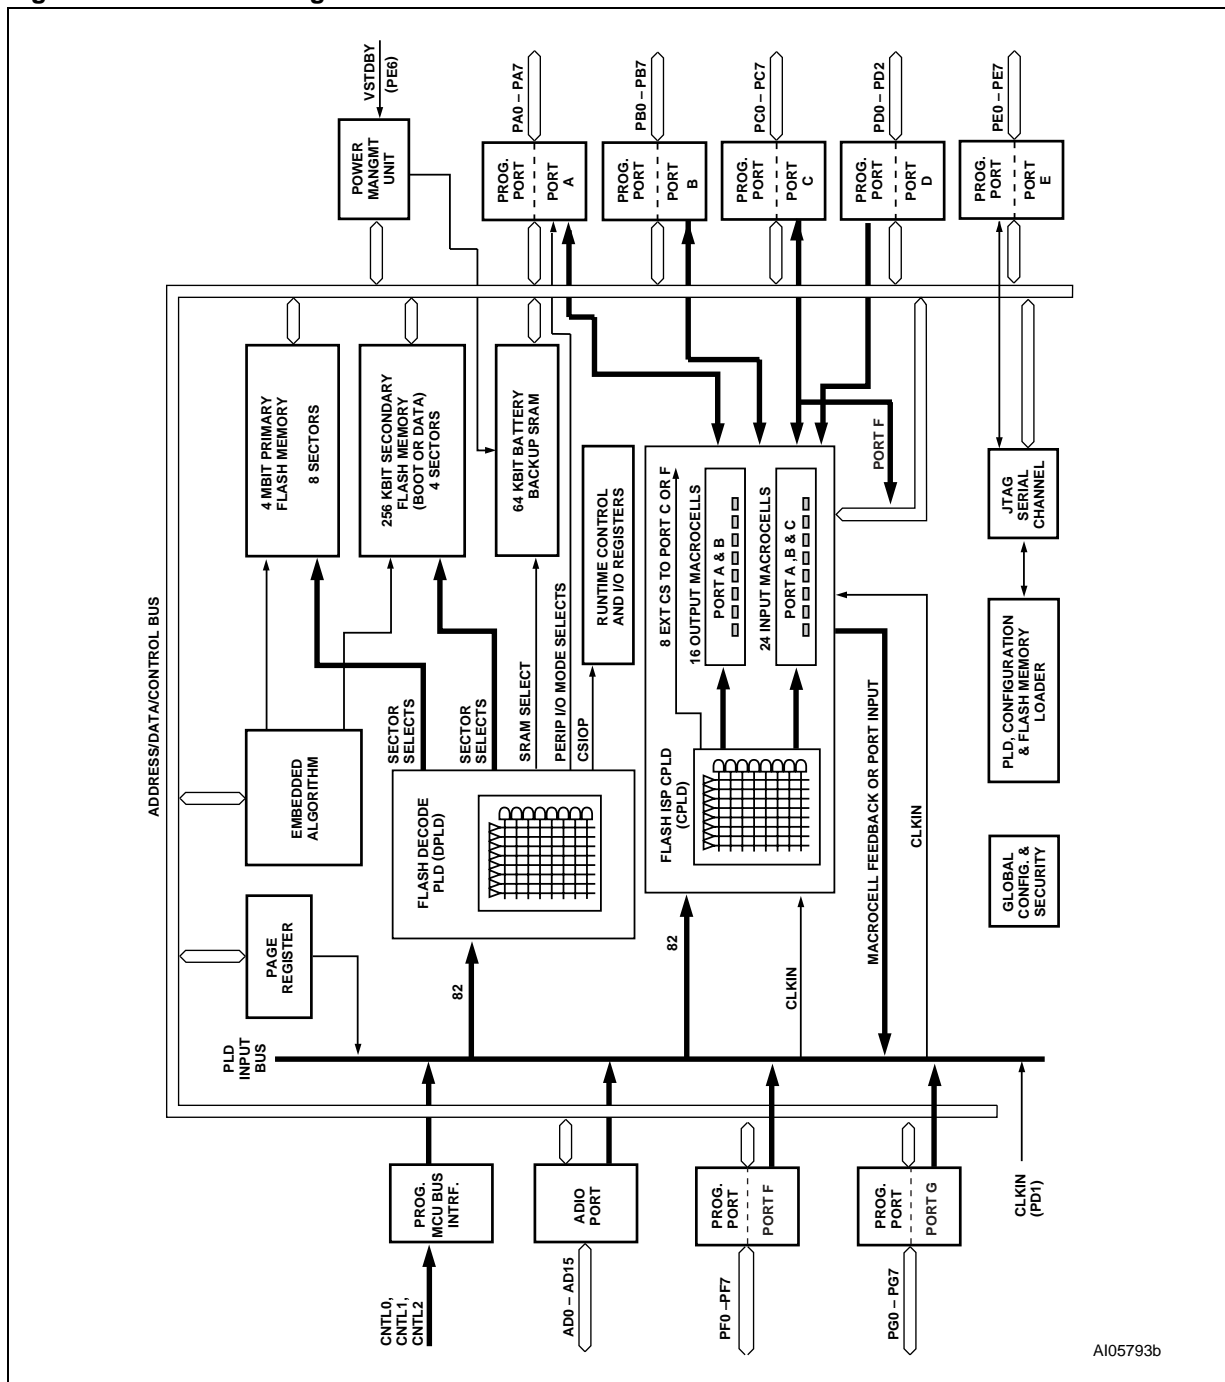 ADDRESS/DATA/CONTROL BUS
VSTDBY
(PE6)
POWER
MANGMT
UNIT
PA0 – PA7
PROG.
PORT
PORT
A
PB0 – PB7
PROG.
PORT
PORT
B
PC0 – PC7
PROG.
PORT
PORT
C
PD0 – PD2
PROG.
PORT
PORT
D
PE0 – PE7
PROG.
PORT
PORT
E
4 MBIT PRIMARY
FLASH MEMORY
8 SECTORS
256 KBIT SECONDARY
FLASH MEMORY
(BOOT OR DATA)
4 SECTORS
64 KBIT BATTERY
BACKUP SRAM
RUNTIME CONTROL
AND I/O REGISTERS
8 EXT CS TO PORT C OR F
16 OUTPUT MACROCELLS
PORT A & B
24 INPUT MACROCELLS
PORT A ,B & C
PORT F
JTAG
SERIAL
CHANNEL
EMBEDDED
ALGORITHM
SECTOR
SELECTS
SECTOR
SELECTS
SRAM SELECT
PERIP I/O MODE SELECTS
CSIOP
FLASH DECODE
PLD (DPLD)
FLASH ISP CPLD
(CPLD)
MACROCELL FEEDBACK OR PORT INPUT
CLKIN
PLD, CONFIGURATION
& FLASH MEMORY
LOADER
GLOBAL
CONFIG. &
SECURITY
PAGE
REGISTER
82
82
CLKIN
PLD
INPUT
BUS
PROG.
MCU BUS
INTRF.
ADIO
PORT
PROG.
PORT
PORT F
PROG.
PORT
PORT G
CLKIN
(PD1)
CNTL0,
CNTL1,
CNTL2
AD0 – AD15
PF0 –PF7
PG0 – PG7
AI05793b